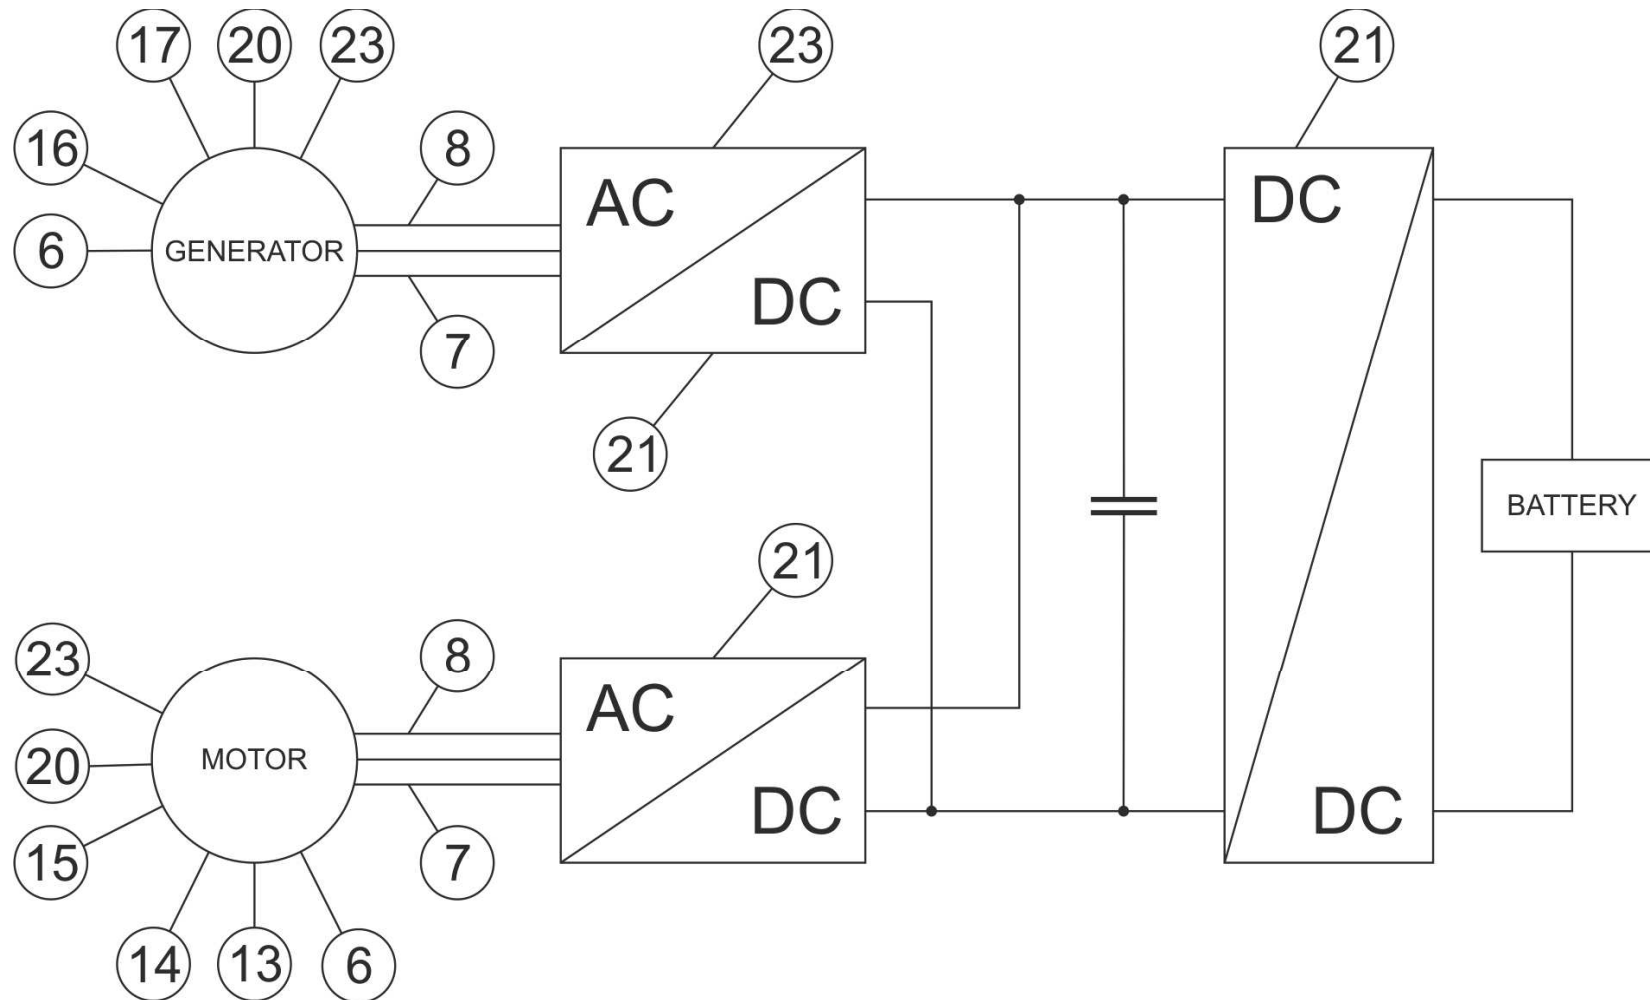 17 20 23 23 21
16 8
AC DC
6 GENERATOR
DC
7
21
BATTERY
21
23 8
AC
20 MOTOR
DC DC
15 7
14 13 6